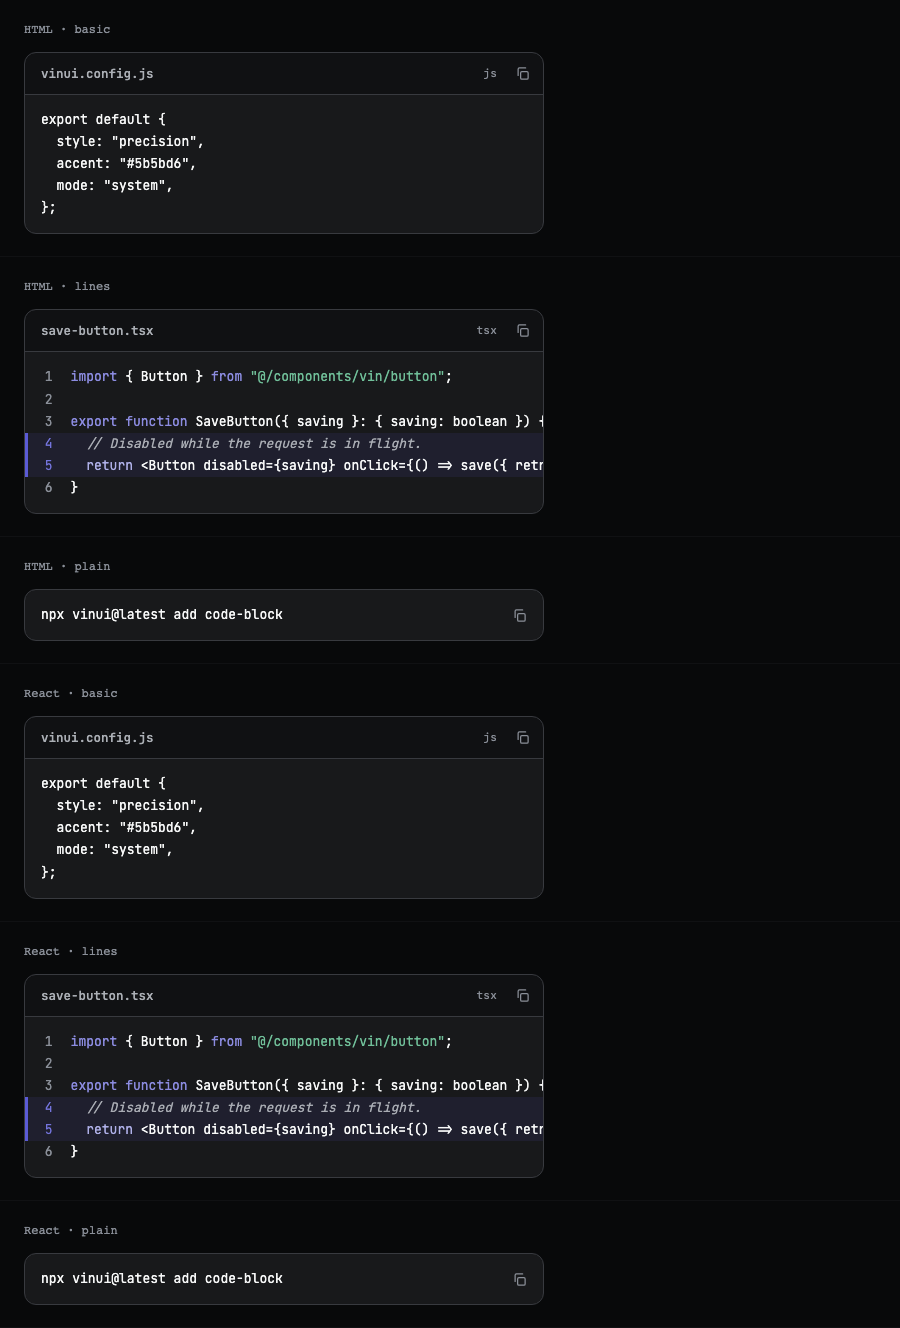 HTML · basic
vinui.config.js js
export default {
  style: "precision",
  accent: "#5b5bd6",
  mode: "system",
};
HTML · lines
save-button.tsx tsx
1 import { Button } from "@/components/vin/button";
2
3 export function SaveButton({ saving }: { saving: boolean }) {
4   // Disabled while the request is in flight.
5   return <Button disabled={saving} onClick={() => save({ retr
6 }
HTML · plain
npx vinui@latest add code-block
React · basic
vinui.config.js js
export default {
  style: "precision",
  accent: "#5b5bd6",
  mode: "system",
};
React · lines
save-button.tsx tsx
1 import { Button } from "@/components/vin/button";
2
3 export function SaveButton({ saving }: { saving: boolean }) {
4   // Disabled while the request is in flight.
5   return <Button disabled={saving} onClick={() => save({ retr
6 }
React · plain
npx vinui@latest add code-block